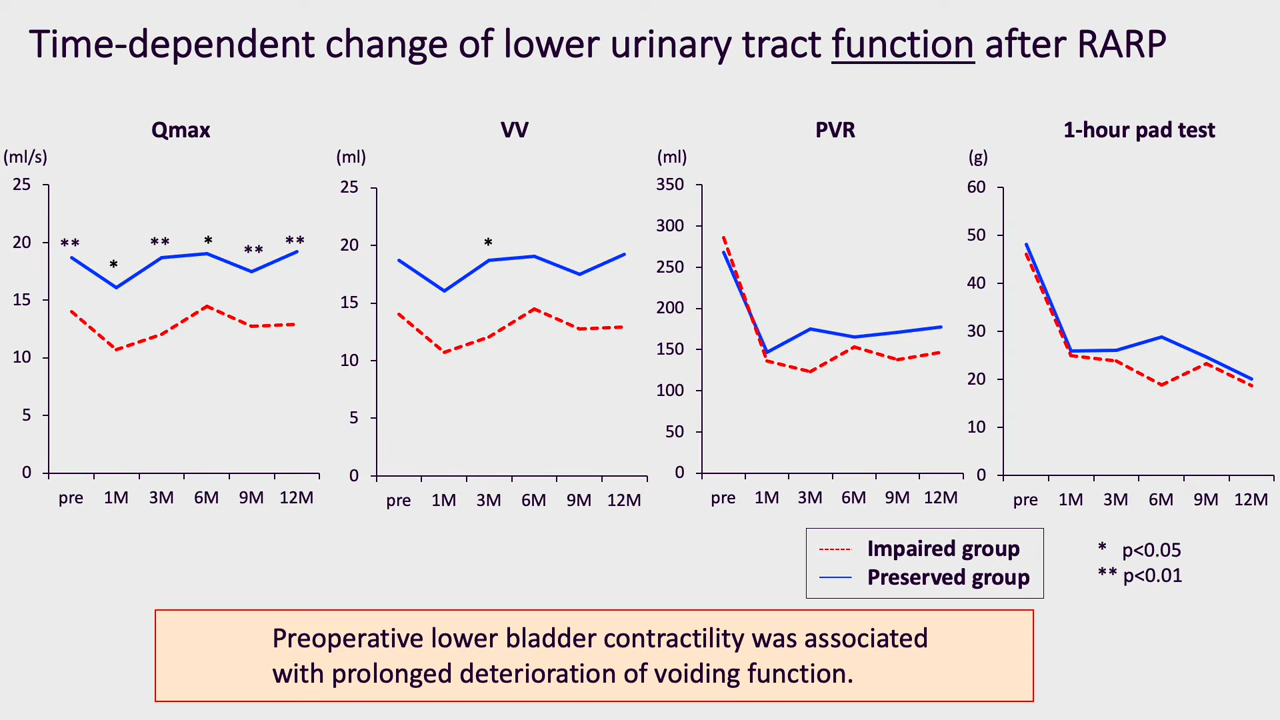 Time-dependent change of lower urinary tract function after RARP
Qmax
(ml/s)
25
20
15
10
5
0
** * ** * ** **
pre 1M 3M 6M 9M 12M
VV
(ml)
25
20
15
10
5
0
*
pre 1M 3M 6M 9M 12M
PVR
(ml)
350
300
250
200
150
100
50
0
pre 1M 3M 6M 9M 12M
1-hour pad test
(g)
60
50
40
30
20
10
0
pre 1M 3M 6M 9M 12M
Impaired group
Preserved group
* p<0.05
** p<0.01
Preoperative lower bladder contractility was associated
with prolonged deterioration of voiding function.